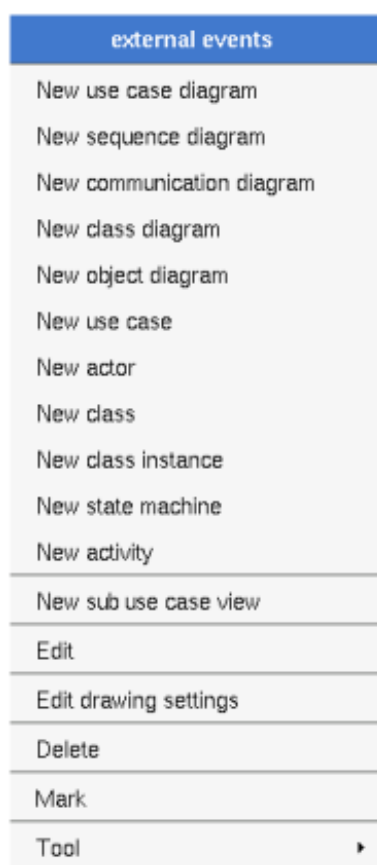 external events
New use case diagram
New sequence diagram
New communication diagram
New class diagram
New object diagram
New use case
New actor
New class
New class instance
New state machine
New activity
New sub use case view
Edit
Edit drawing settings
Delete
Mark
Tool